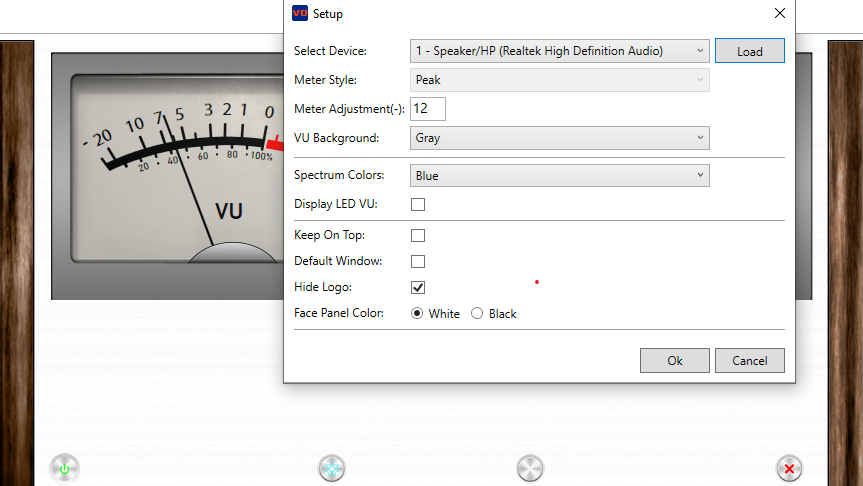 VU Setup
Select Device: 1 - Speaker/HP (Realtek High Definition Audio) Load
Meter Style: Peak
Meter Adjustment(-): 12
VU Background: Gray
Spectrum Colors: Blue
Display LED VU:
Keep On Top:
Default Window:
Hide Logo:
Face Panel Color: White Black
Ok Cancel
- 20 10 7 5 3 2 1 0
20 40 60 80 100%
VU